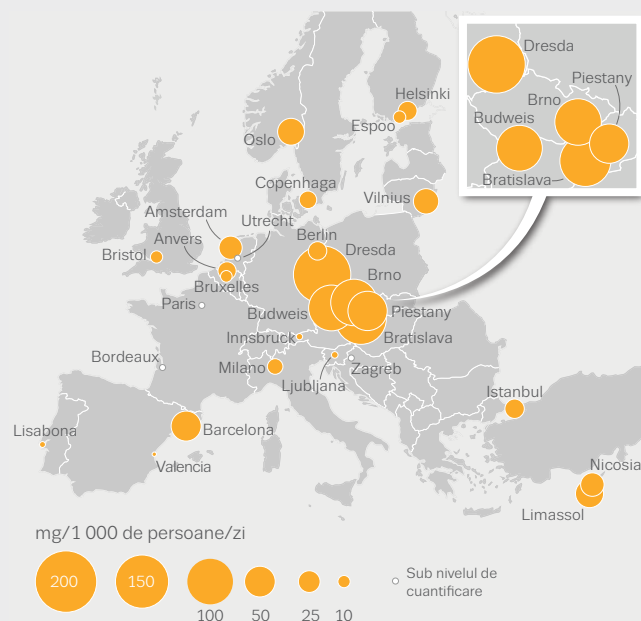 Dresda
Piestany
Brno
Budweis
Bratislava
Helsinki
Espoo
Oslo
Copenhaga
Vilnius
Amsterdam
Utrecht
Anvers
Berlin
Bristol
Dresda
Brno
Bruxelles
Paris
Budweis
Piestany
Innsbruck
Bratislava
Bordeaux
Milano
Zagreb
Ljubljana
Istanbul
Lisabona
Barcelona
Valencia
Nicosia
Limassol
mg/1 000 de persoane/zi
200 150
100 50 25 10
Sub nivelul de
cuantificare